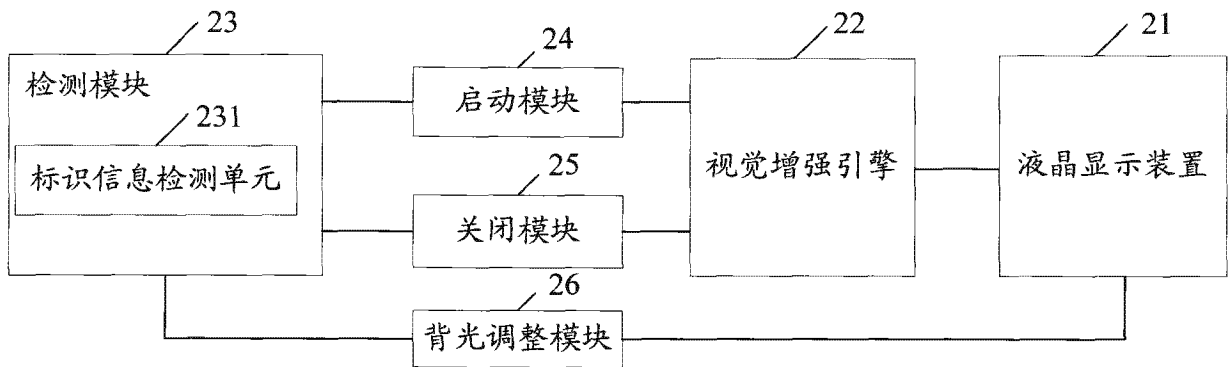 23
检测模块
231
标识信息检测单元
24
启动模块
25
关闭模块
26
背光调整模块
22
视觉增强引擎
21
液晶显示装置